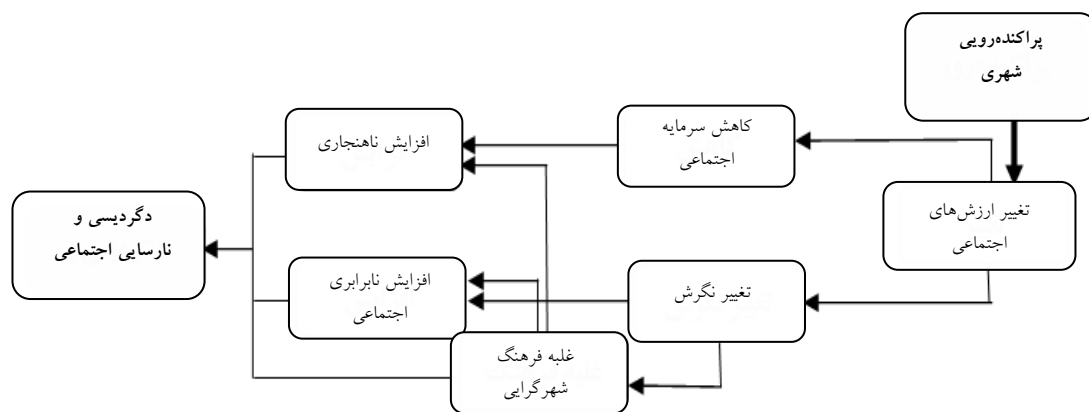 پراکنده‌رویی
شهری
کاهش سرمایه
اجتماعی
افزایش ناهنجاری
تغییر ارزش‌های
اجتماعی
دگردیسی و
نارسایی اجتماعی
تغییر نگرش
افزایش نابرابری
اجتماعی
غلبه فرهنگ
شهرگرایی